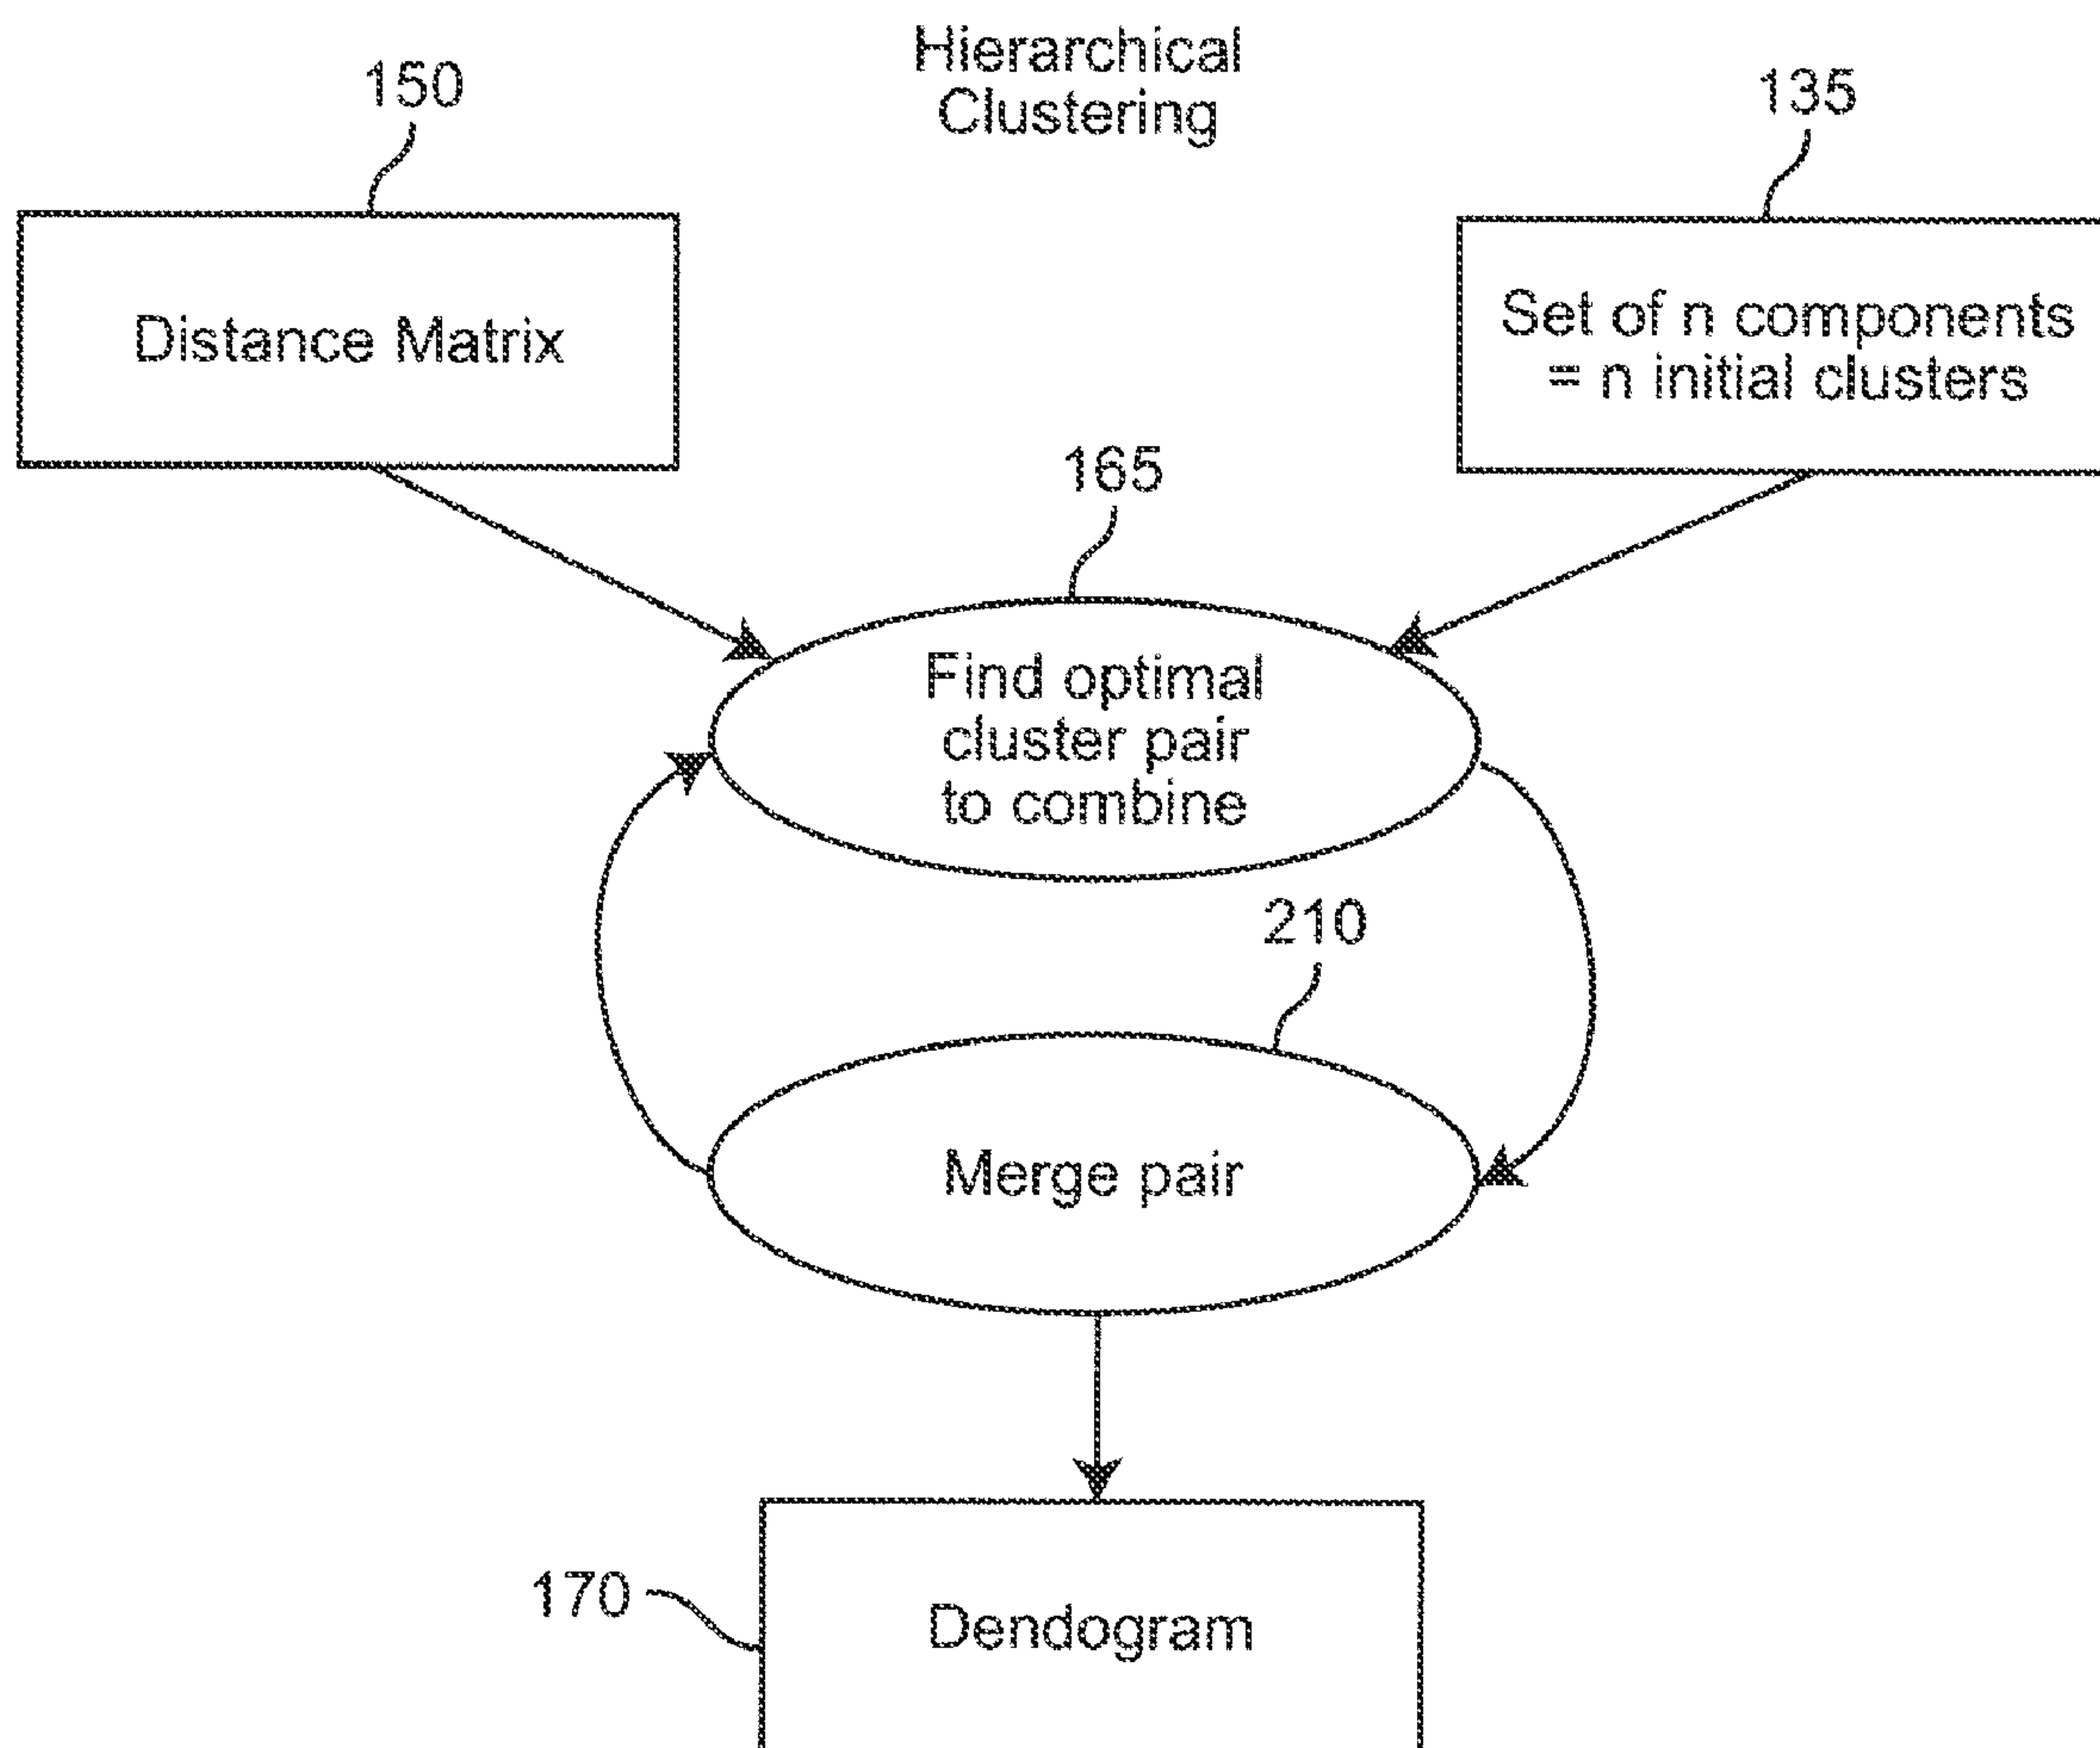 Hierarchical
Clustering
150
135
Distance Matrix
Set of n components
= n initial clusters
165
Find optimal
cluster pair
to combine
210
Merge pair
170
Dendogram